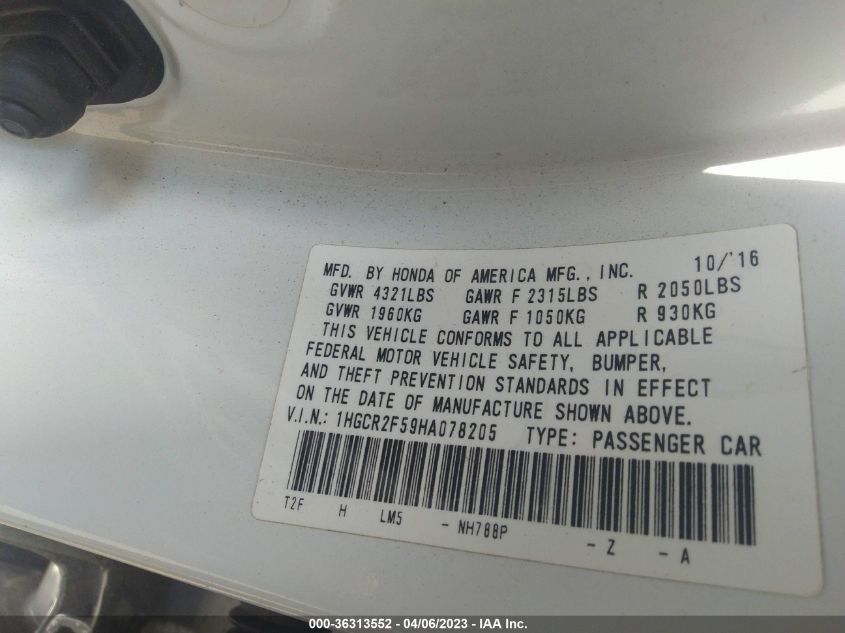 MFD. BY HONDA OF AMERICA MFG., INC. 10/'16
GVWR 4321LBS GAWR F 2315LBS R 2050LBS
GVWR 1960KG GAWR F 1050KG R 930KG
THIS VEHICLE CONFORMS TO ALL APPLICABLE
FEDERAL MOTOR VEHICLE SAFETY, BUMPER,
AND THEFT PREVENTION STANDARDS IN EFFECT
ON THE DATE OF MANUFACTURE SHOWN ABOVE.
V.I.N.: 1HGCR2F59HA078205 TYPE: PASSENGER CAR
T2F H LM5 - NH788P - Z - A
000-36313552 - 04/06/2023 - IAA Inc.